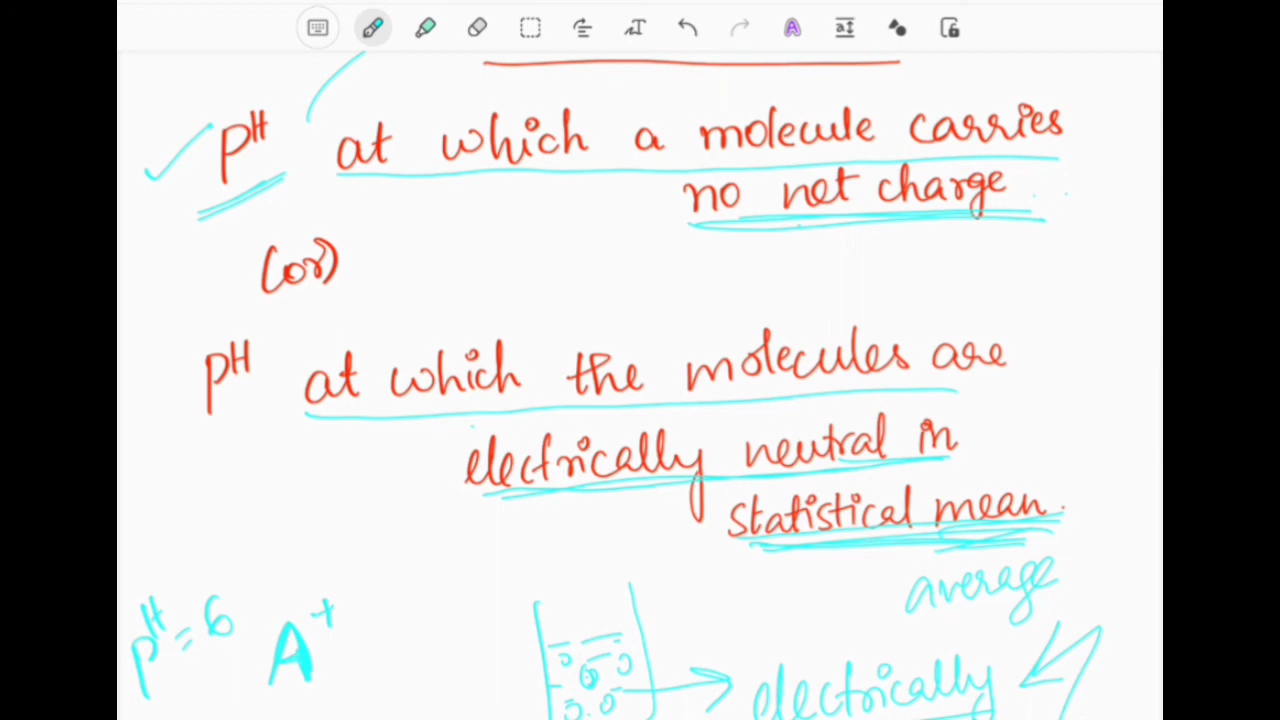 pH at which a molecule carries
no net charge
(or)
pH at which the molecules are
electrically neutral in
statistical mean.
average
pH = 6 A+
electrically